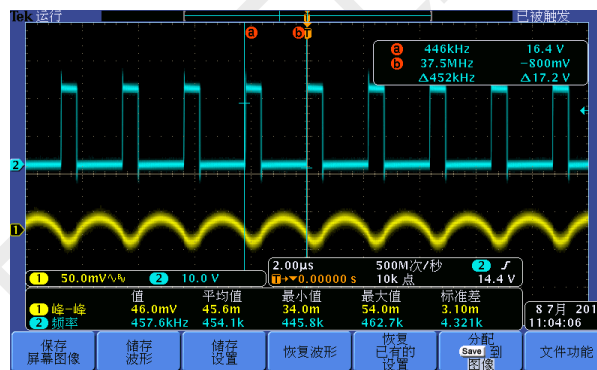 Tek 运行
已被触发
a b T
a 446kHz 16.4 V
b 37.5MHz −800mV
Δ452kHz Δ17.2 V
2
1
1 50.0mV 2 10.0 V
2.00μs 500M次/秒 2
T→▼0.00000 s 10k 点 14.4 V
值 平均值 最小值 最大值 标准差
1 峰−峰 46.0mV 45.6m 34.0m 54.0m 3.10m
2 频率 457.6kHz 454.1k 445.8k 462.7k 4.321k
8 7月 201
11:04:06
保存
屏幕图像
储存
波形
储存
设置
恢复波形
恢复
已有的
设置
分配
Save 到
图像
文件功能